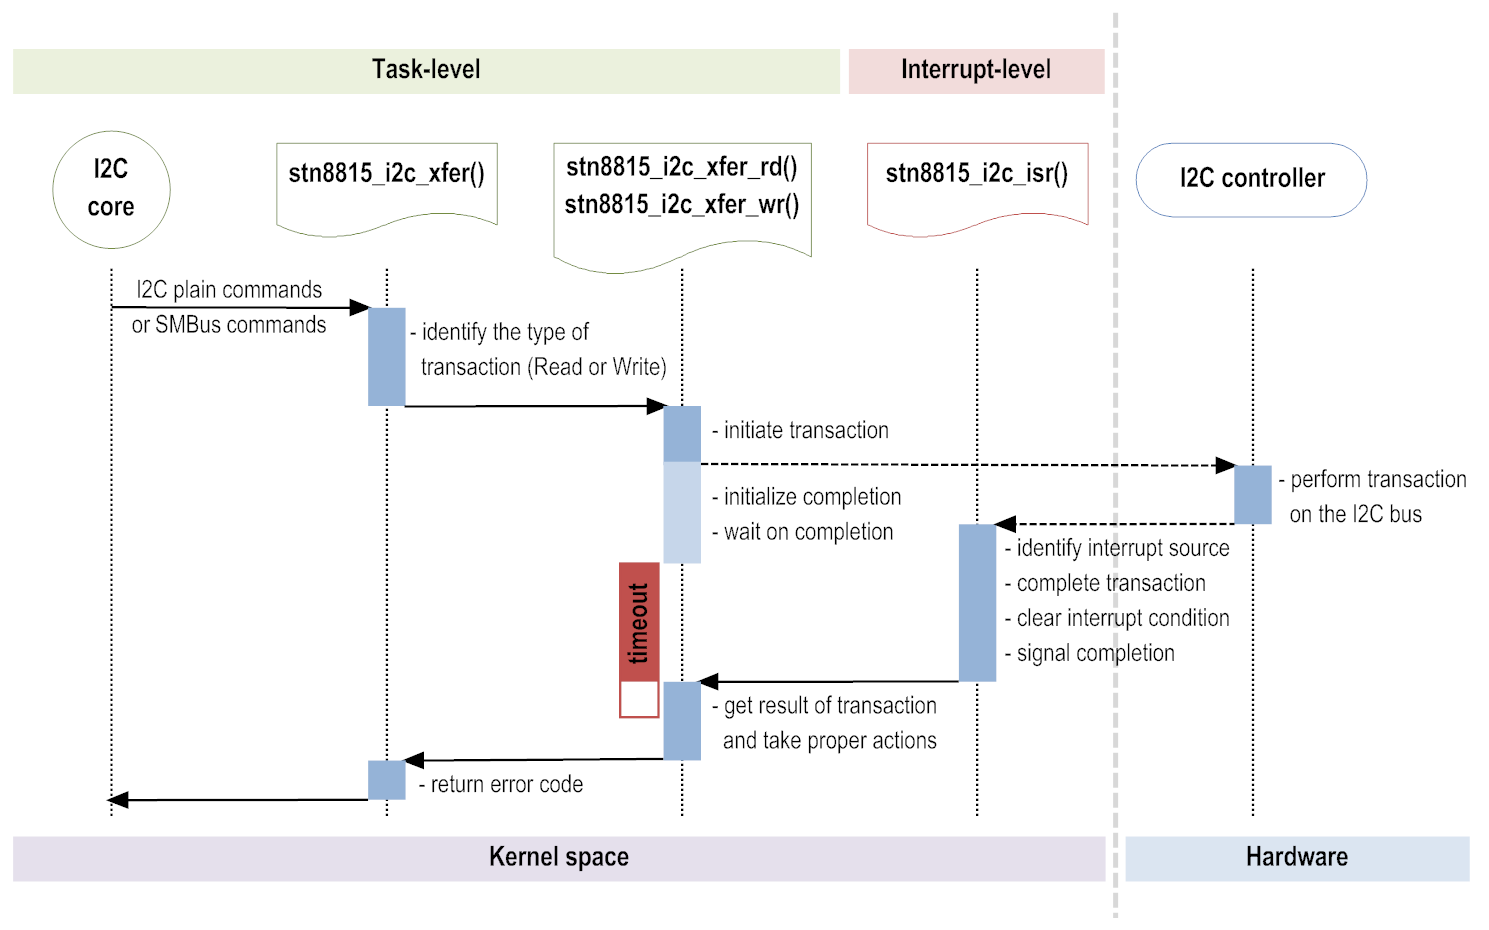 Task-level
Interrupt-level
I2C
core
stn8815_i2c_xfer()
stn8815_i2c_xfer_rd()
stn8815_i2c_xfer_wr()
stn8815_i2c_isr()
I2C controller
I2C plain commands
or SMBus commands
- identify the type of
transaction (Read or Write)
- initiate transaction
- initialize completion
- wait on completion
- perform transaction
on the I2C bus
- identify interrupt source
- complete transaction
- clear interrupt condition
- signal completion
timeout
- get result of transaction
and take proper actions
- return error code
Kernel space
Hardware